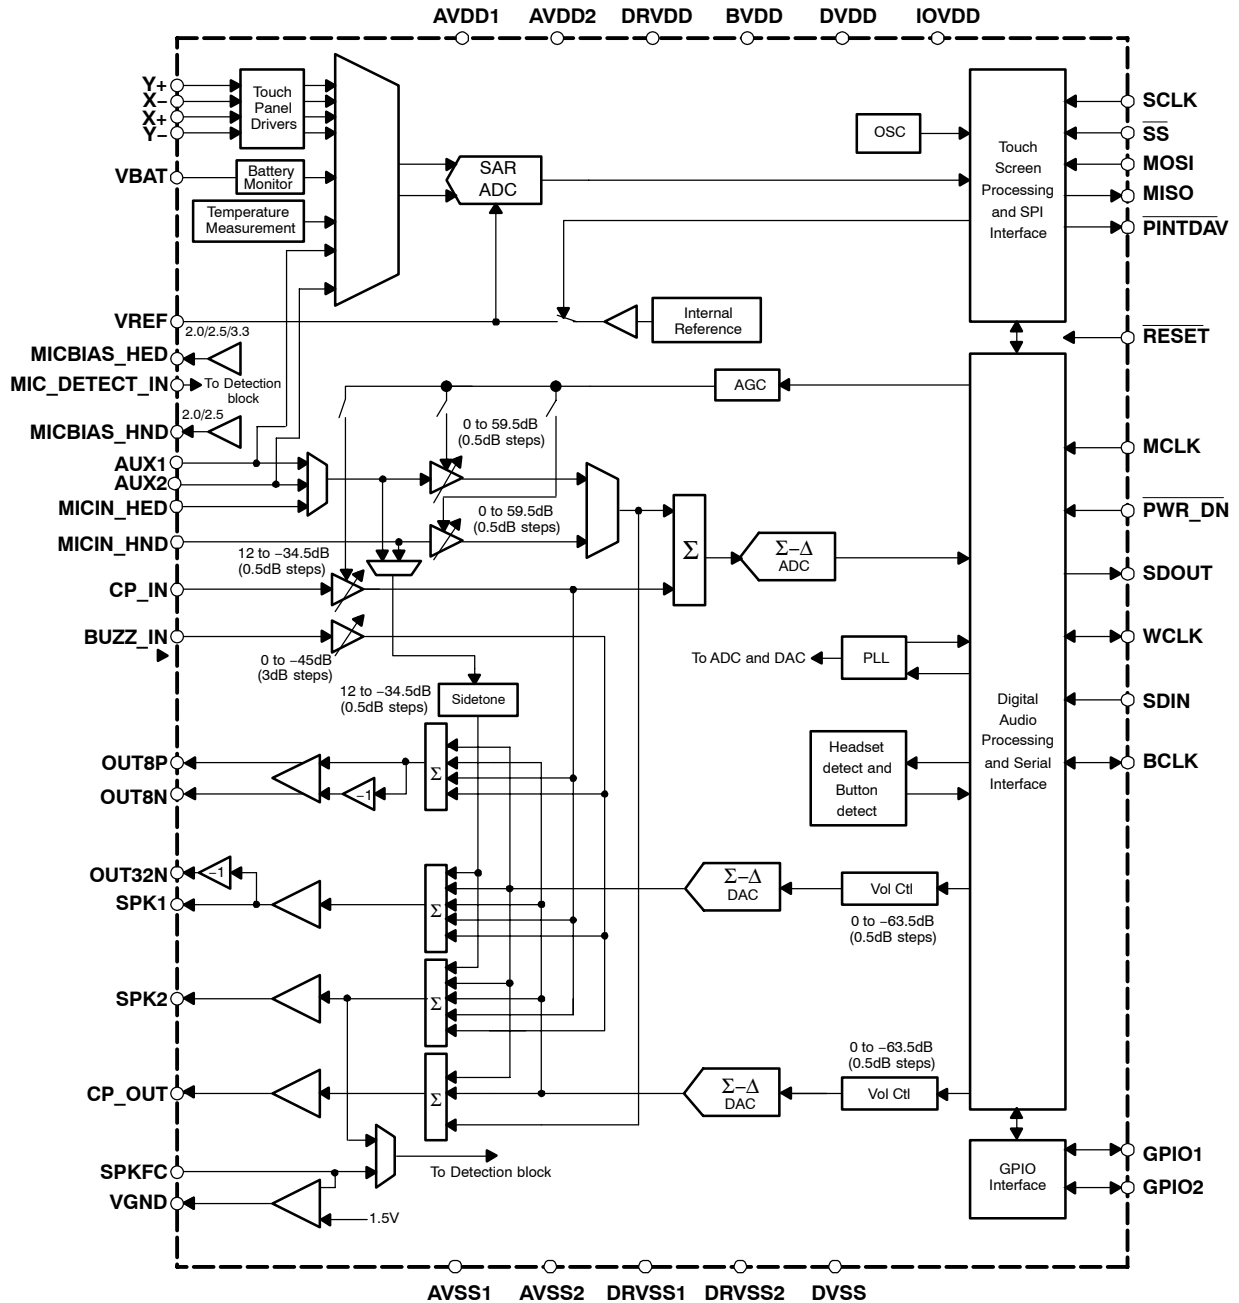 AVDD1 AVDD2 DRVDD BVDD DVDD IOVDD
Y+
X−
X+
Y−
Touch
Panel
Drivers
VBAT
Battery
Monitor
Temperature
Measurement
SAR
ADC
OSC
Touch
Screen
Processing
and SPI
Interface
SCLK
SS
MOSI
MISO
PINTDAV
VREF
Internal
Reference
RESET
2.0/2.5/3.3
MICBIAS_HED
MIC_DETECT_IN
To Detection
block
2.0/2.5
MICBIAS_HND
AGC
0 to 59.5dB
(0.5dB steps)
AUX1
AUX2
MICIN_HED
MICIN_HND
0 to 59.5dB
(0.5dB steps)
12 to −34.5dB
(0.5dB steps)
CP_IN
BUZZ_IN
0 to −45dB
(3dB steps)
Σ
Σ−Δ
ADC
MCLK
PWR_DN
SDOUT
WCLK
SDIN
BCLK
To ADC and DAC
PLL
12 to −34.5dB
(0.5dB steps)
Sidetone
Digital
Audio
Processing
and Serial
Interface
Headset
detect and
Button
detect
OUT8P
OUT8N
−1
Σ
OUT32N
−1
SPK1
Σ
Σ−Δ
DAC
Vol Ctl
0 to −63.5dB
(0.5dB steps)
SPK2
Σ
0 to −63.5dB
(0.5dB steps)
CP_OUT
Σ
Σ−Δ
DAC
Vol Ctl
SPKFC
VGND
1.5V
To Detection block
GPIO
Interface
GPIO1
GPIO2
AVSS1 AVSS2 DRVSS1 DRVSS2 DVSS